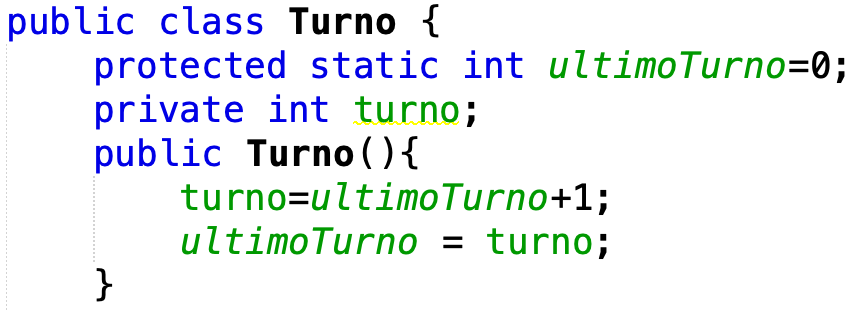 public class Turno {
    protected static int ultimoTurno=0;
    private int turno;
    public Turno(){
        turno=ultimoTurno+1;
        ultimoTurno = turno;
    }